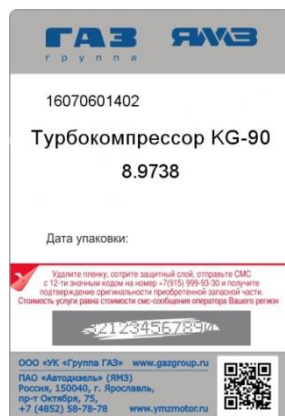 ГАЗ ЯМЗ
группа
16070601402
Турбокомпрессор KG-90
8.9738
Дата упаковки:
Удалите пленку, сотрите защитный слой, отправьте СМС
с 12-ти значным кодом на номер +7(915) 999-93-30 и получите
подтверждение оригинальности приобретенной запасной части.
Стоимость услуги равна стоимости смс-сообщения оператора Вашего региона
321234567890
ООО «УК «Группа ГАЗ» www.gazgroup.ru
ПАО «Автодизель» (ЯМЗ)
Россия, 150040, г. Ярославль,
пр-т Октября, 75,
+7 (4852) 58-78-78 www.ymzmotor.ru